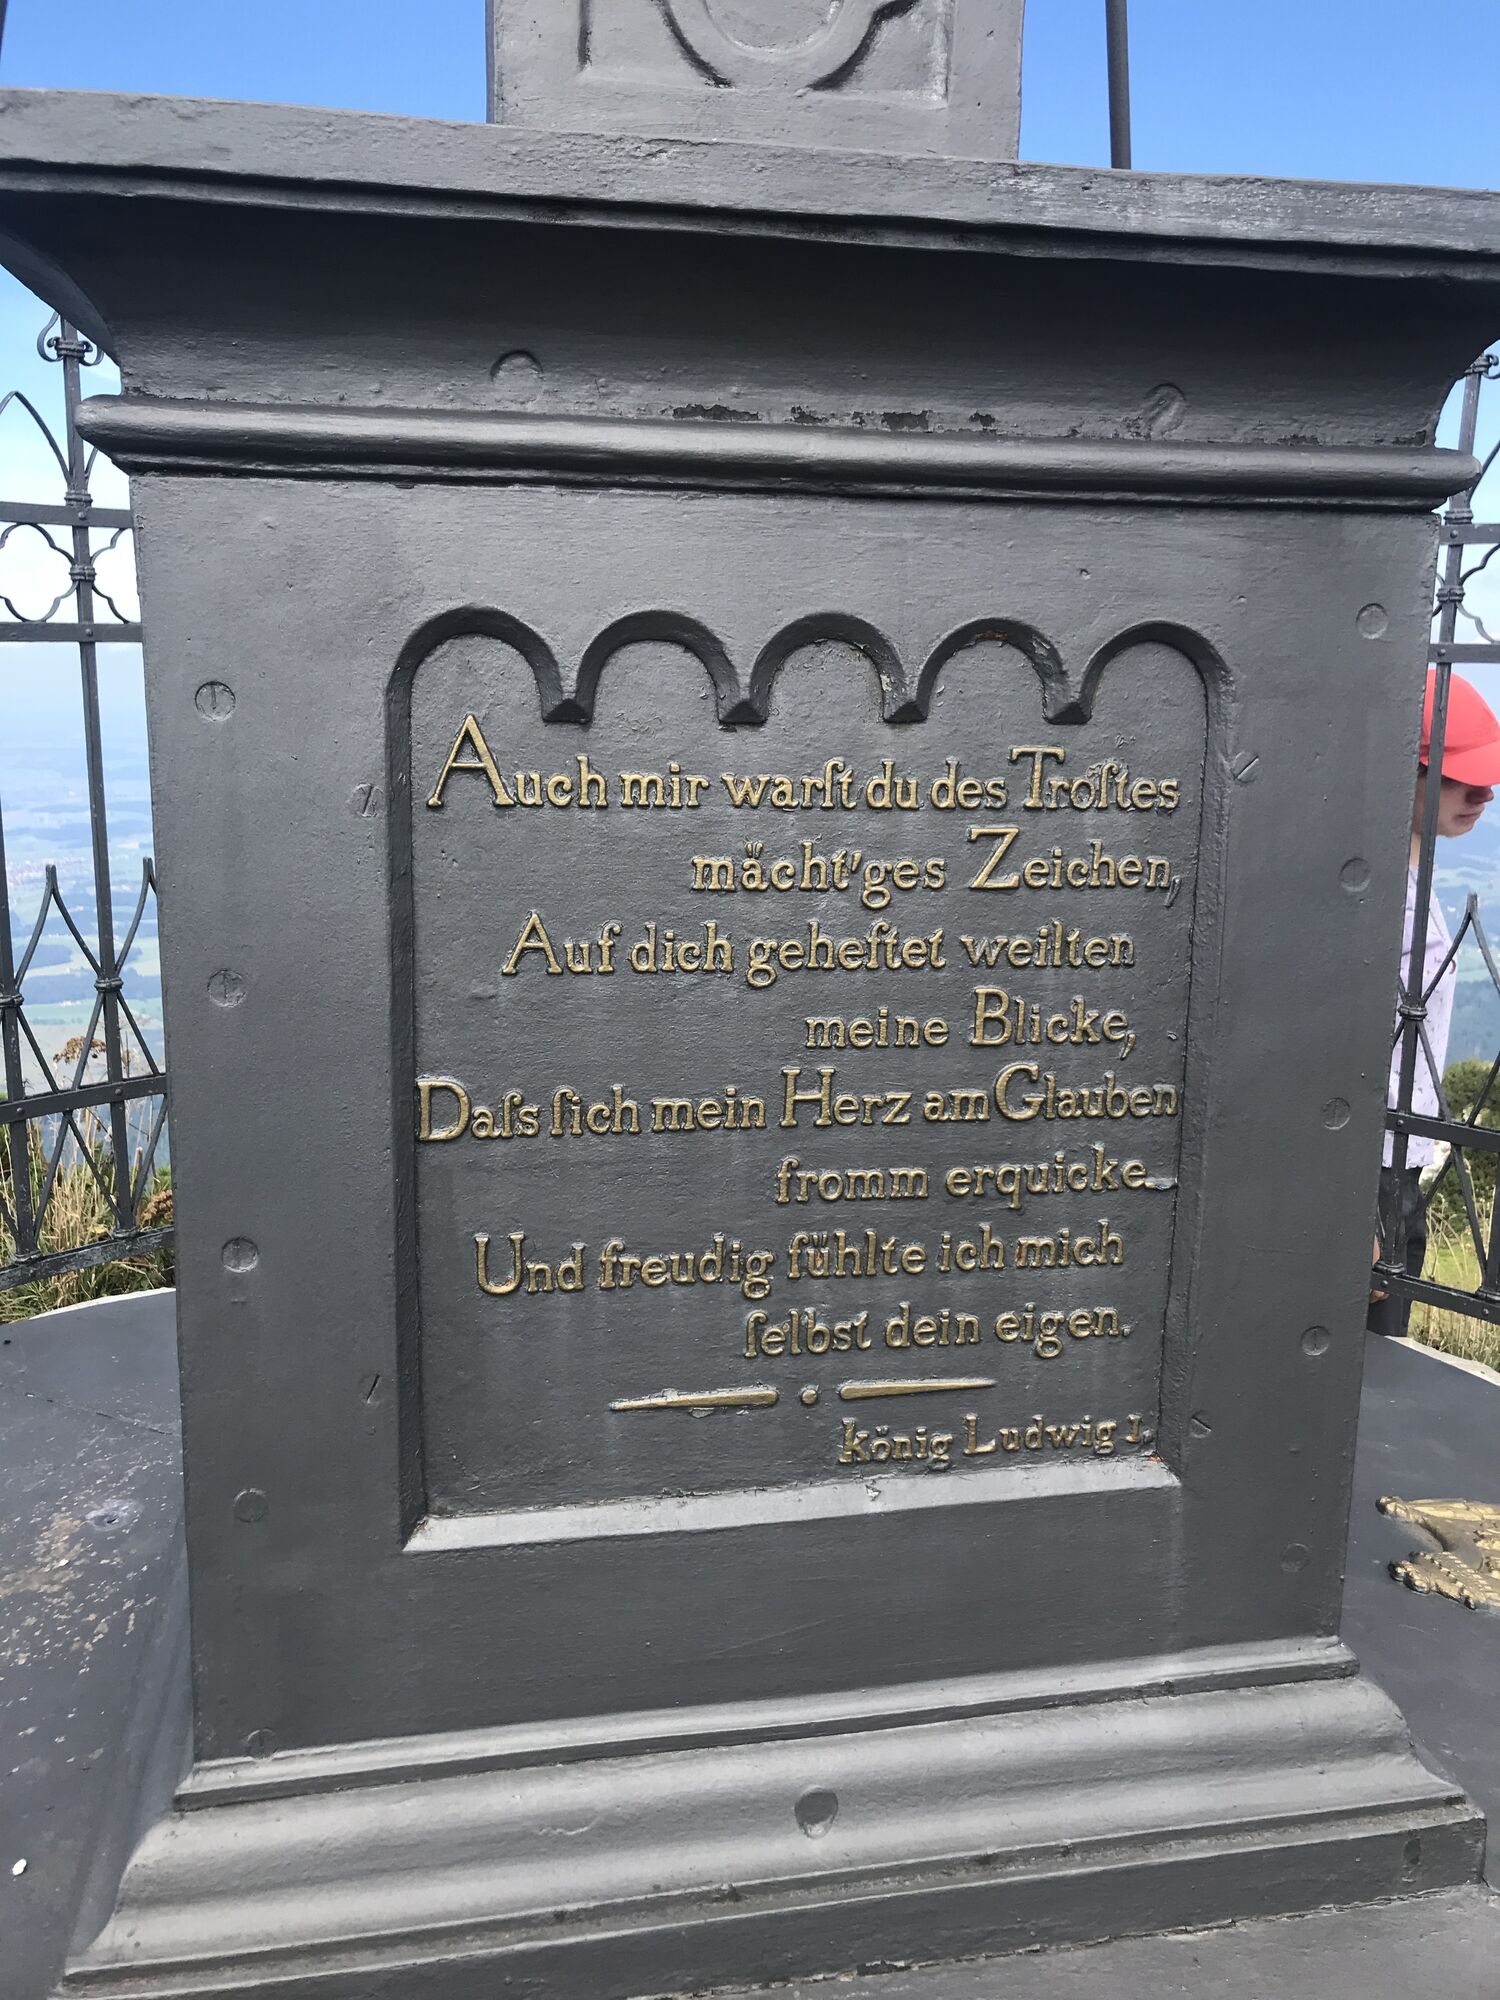 Auch mir warſt du des Troſtes
mächt'ges Zeichen,
Auf dich geheftet weilten
meine Blicke,
Daſs ſich mein Herz am Glauben
fromm erquicke
Und freudig fühlte ich mich
ſelbst dein eigen.
könig Ludwig I.